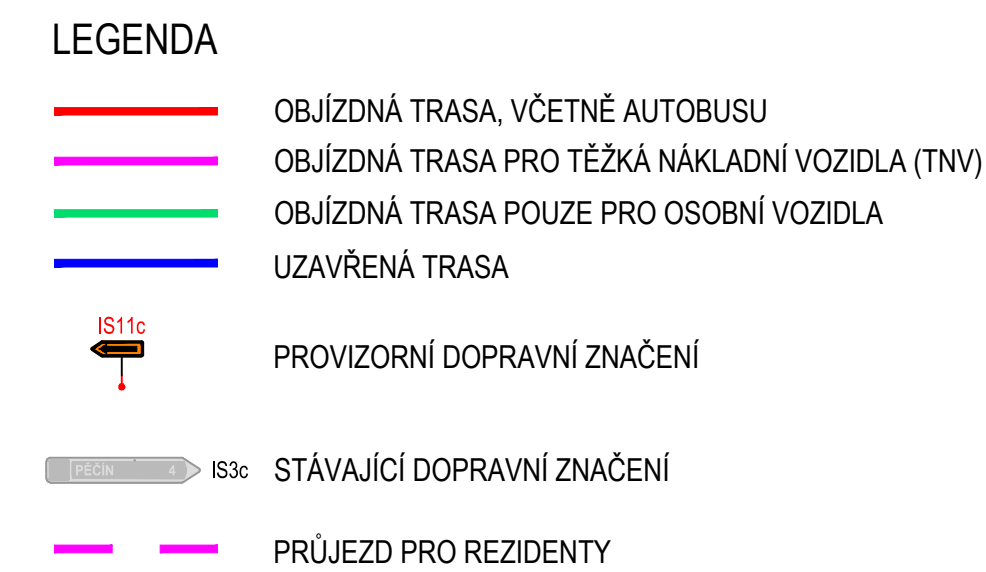 LEGENDA
OBJÍZDNÁ TRASA, VČETNĚ AUTOBUSU
OBJÍZDNÁ TRASA PRO TĚŽKÁ NÁKLADNÍ VOZIDLA (TNV)
OBJÍZDNÁ TRASA POUZE PRO OSOBNÍ VOZIDLA
UZAVŘENÁ TRASA
IS11c
PROVIZORNÍ DOPRAVNÍ ZNAČENÍ
PĚČÍN 4 IS3c STÁVAJÍCÍ DOPRAVNÍ ZNAČENÍ
PRŮJEZD PRO REZIDENTY